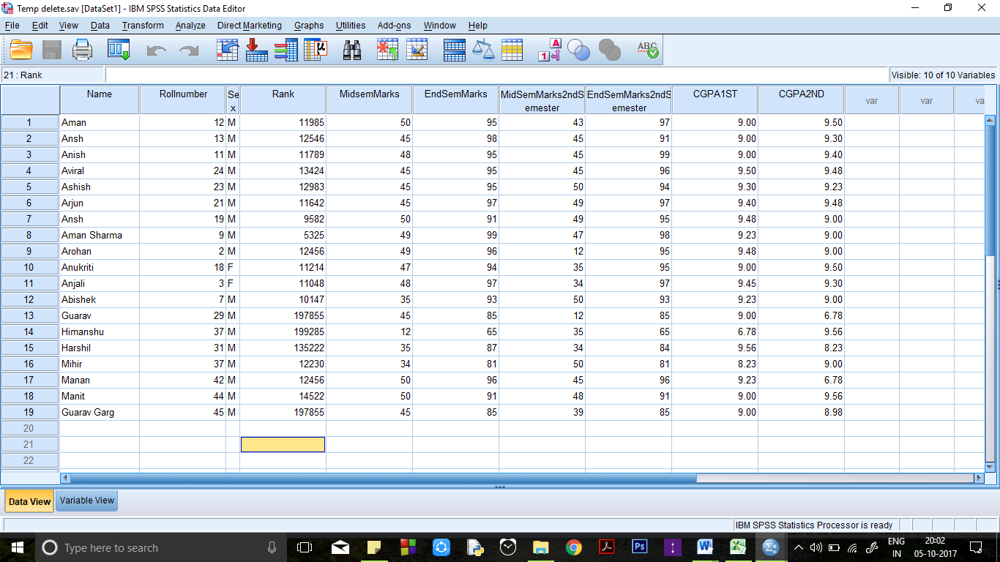 Temp delete.sav [DataSet1] - IBM SPSS Statistics Data Editor
File Edit View Data Transform Analyze Direct Marketing Graphs Utilities Add-ons Window Help
21 : Rank Visible: 10 of 10 Variables
Name Rollnumber Sex Rank MidsemMarks EndSemMarks MidSemMarks2ndSemester EndSemMarks2ndSemester CGPA1ST CGPA2ND var var va
1 Aman 12 M 11985 50 95 43 97 9.00 9.50
2 Ansh 13 M 12546 45 98 45 91 9.00 9.30
3 Anish 11 M 11789 48 95 45 99 9.00 9.40
4 Aviral 24 M 13424 45 95 45 96 9.50 9.48
5 Ashish 23 M 12983 45 95 50 94 9.30 9.23
6 Arjun 21 M 11642 45 97 49 97 9.40 9.48
7 Ansh 19 M 9582 50 91 49 95 9.48 9.00
8 Aman Sharma 9 M 5325 49 99 47 98 9.23 9.00
9 Arohan 2 M 12456 49 96 12 95 9.48 9.00
10 Anukriti 18 F 11214 47 94 35 95 9.00 9.50
11 Anjali 3 F 11048 48 97 34 97 9.45 9.30
12 Abishek 7 M 10147 35 93 50 93 9.23 9.00
13 Guarav 29 M 197855 45 85 12 85 9.00 6.78
14 Himanshu 37 M 199285 12 65 35 65 6.78 9.56
15 Harshil 31 M 135222 35 87 34 84 9.56 8.23
16 Mihir 37 M 12230 34 81 50 81 8.23 9.00
17 Manan 42 M 12456 50 96 45 96 9.23 6.78
18 Manit 44 M 14522 50 91 48 91 9.00 9.56
19 Guarav Garg 45 M 197855 45 85 39 85 9.00 8.98
20
21
22
Data View Variable View
IBM SPSS Statistics Processor is ready
Type here to search ENG 20:02
IN 05-10-2017